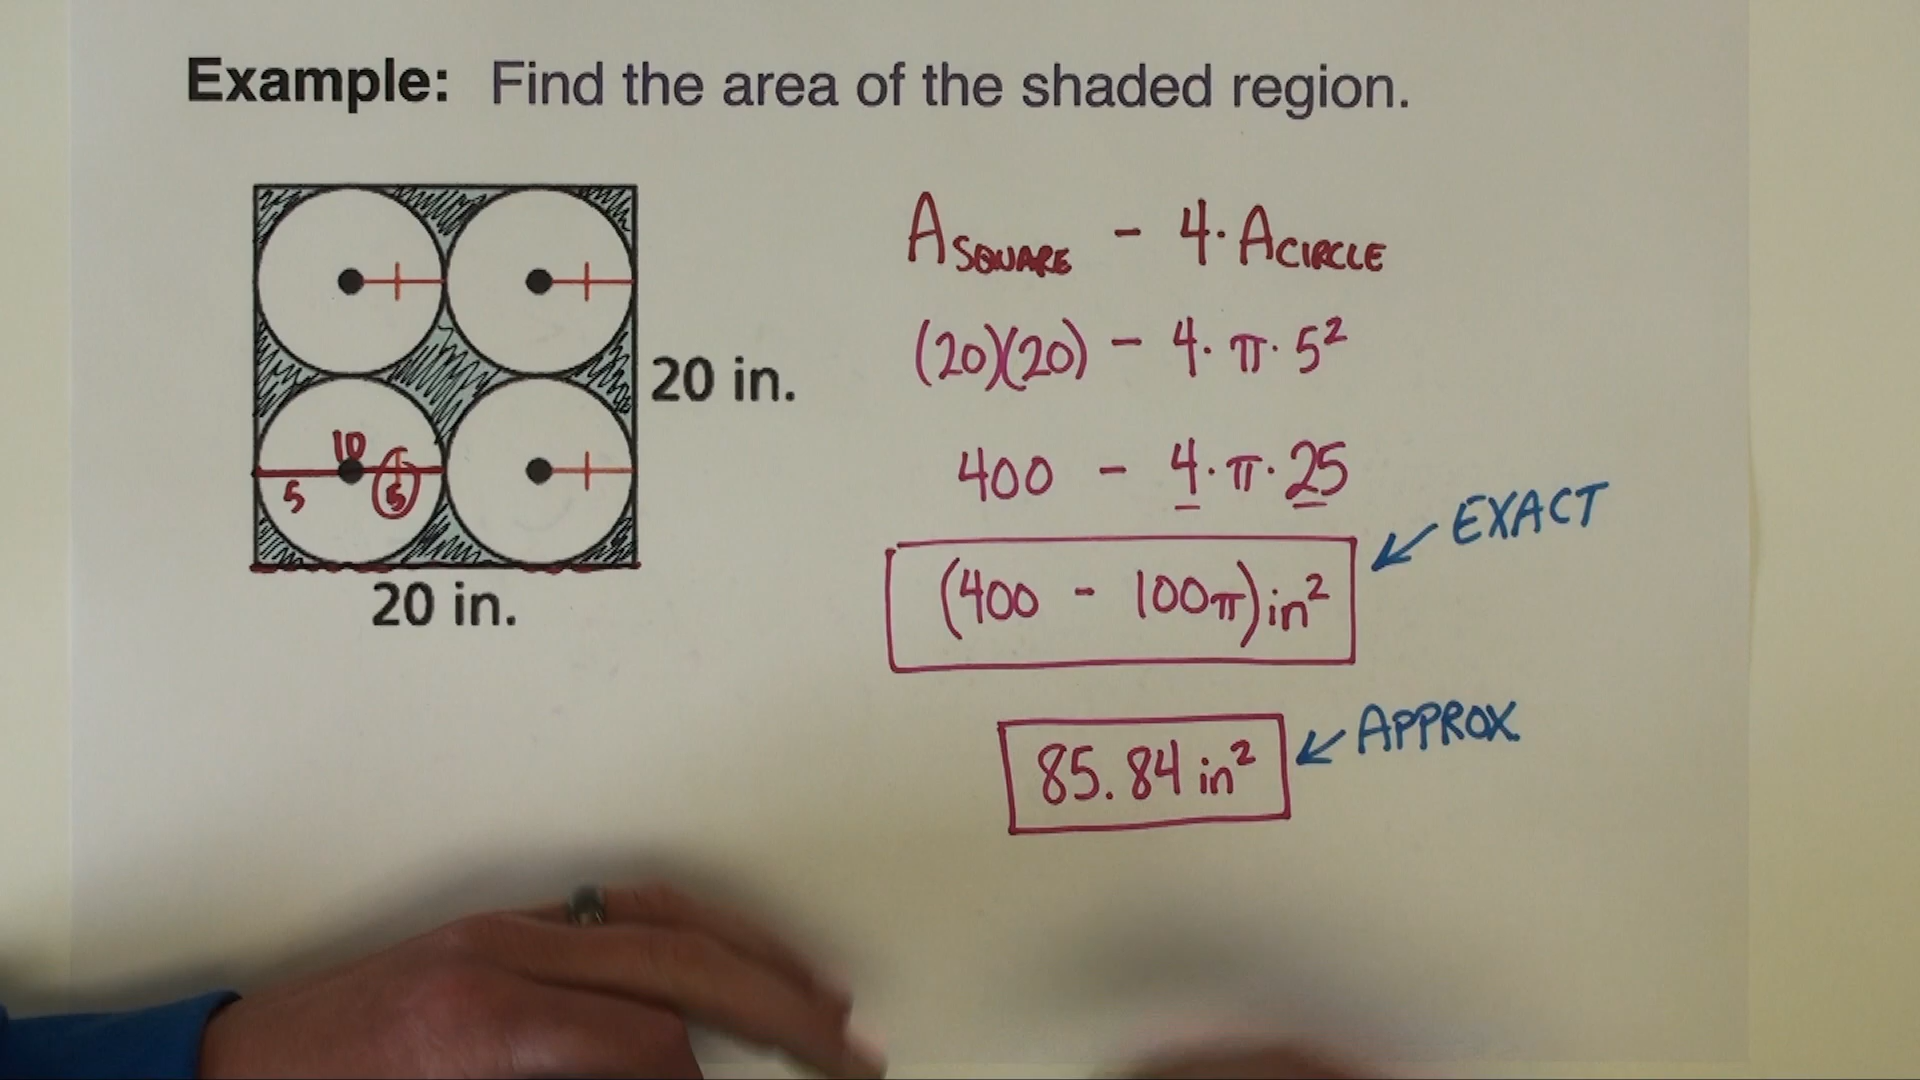 Example: Find the area of the shaded region.
20 in.
10
5
5
20 in.
A SQUARE - 4·A CIRCLE
(20)(20) - 4·π·5²
400 - 4·π·25
(400 - 100π) in²
EXACT
85.84 in²
APPROX